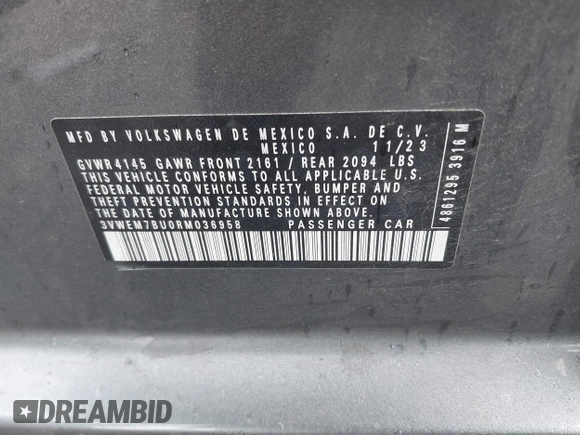 MFD BY VOLKSWAGEN DE MEXICO S.A. DE C.V.
MEXICO 11/23
GVWR 4145 GAWR FRONT 2161 / REAR 2094 LBS
THIS VEHICLE CONFORMS TO ALL APPLICABLE U.S.
FEDERAL MOTOR VEHICLE SAFETY, BUMPER AND
THEFT PREVENTION STANDARDS IN EFFECT ON
THE DATE OF MANUFACTURE SHOWN ABOVE.
3VWEM7BU0RM036958 PASSENGER CAR
4861295 3916 M
DREAMBID